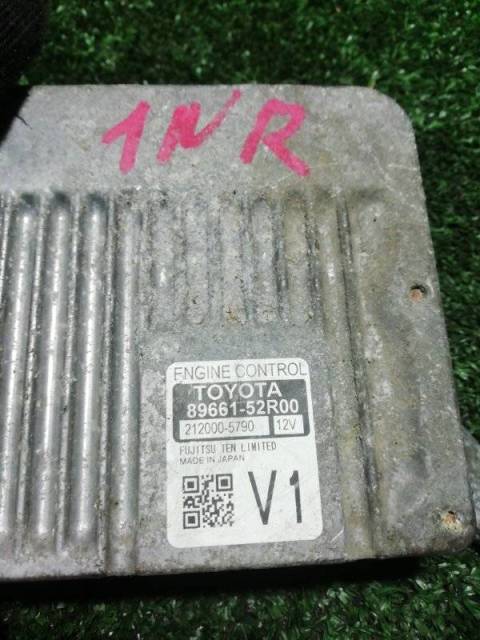 1NR
ENGINE CONTROL
TOYOTA
89661-52R00
212000-5790 12V
FUJITSU TEN LIMITED
MADE IN JAPAN
V1